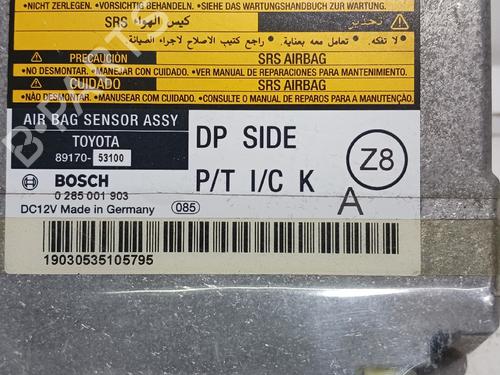 NICHT ZERLEGEN. •VORSICHTIG BEHANDELN. •SIEHE DAS WARTUNGSHANDBUCH ZUR WARTUNG.
SRS كيس الهواء
تحذير
• لا تفكه. • تعامل معه بعناية. • راجع كتيب الاصلاح لاجراء الصيانة.
PRECAUCIÓN SRS AIRBAG
•NO DESMONTAR. •MANEJAR CON CUIDADO. •VER MANUAL DE REPARACIONES PARA MANTENIMIENTO.
CUIDADO SRS AIRBAG
•NÃO DESMONTAR. •MANUSEAR COM CUIDADO. •CONSULTAR O MANUAL DE REPAROS PARA A MANUTENÇÃO.
AIR BAG SENSOR ASSY
TOYOTA
89170- 53100
DP SIDE
Z8
BOSCH
0 285 001 903
P/T I/C K
A
DC12V Made in Germany 085
19030535105795
B-PARTS